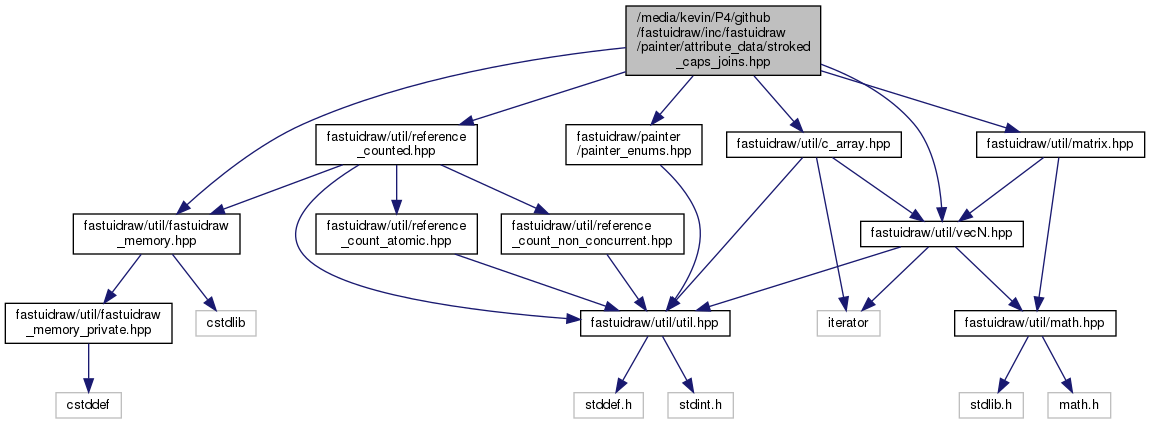 /media/kevin/P4/github
/fastuidraw/inc/fastuidraw
/painter/attribute_data/stroked
_caps_joins.hpp
fastuidraw/util/reference
_counted.hpp
fastuidraw/painter
/painter_enums.hpp
fastuidraw/util/c_array.hpp
fastuidraw/util/matrix.hpp
fastuidraw/util/fastuidraw
_memory.hpp
fastuidraw/util/reference
_count_atomic.hpp
fastuidraw/util/reference
_count_non_concurrent.hpp
fastuidraw/util/vecN.hpp
fastuidraw/util/fastuidraw
_memory_private.hpp
cstdlib
fastuidraw/util/util.hpp
iterator
fastuidraw/util/math.hpp
cstddef
stddef.h
stdint.h
stdlib.h
math.h